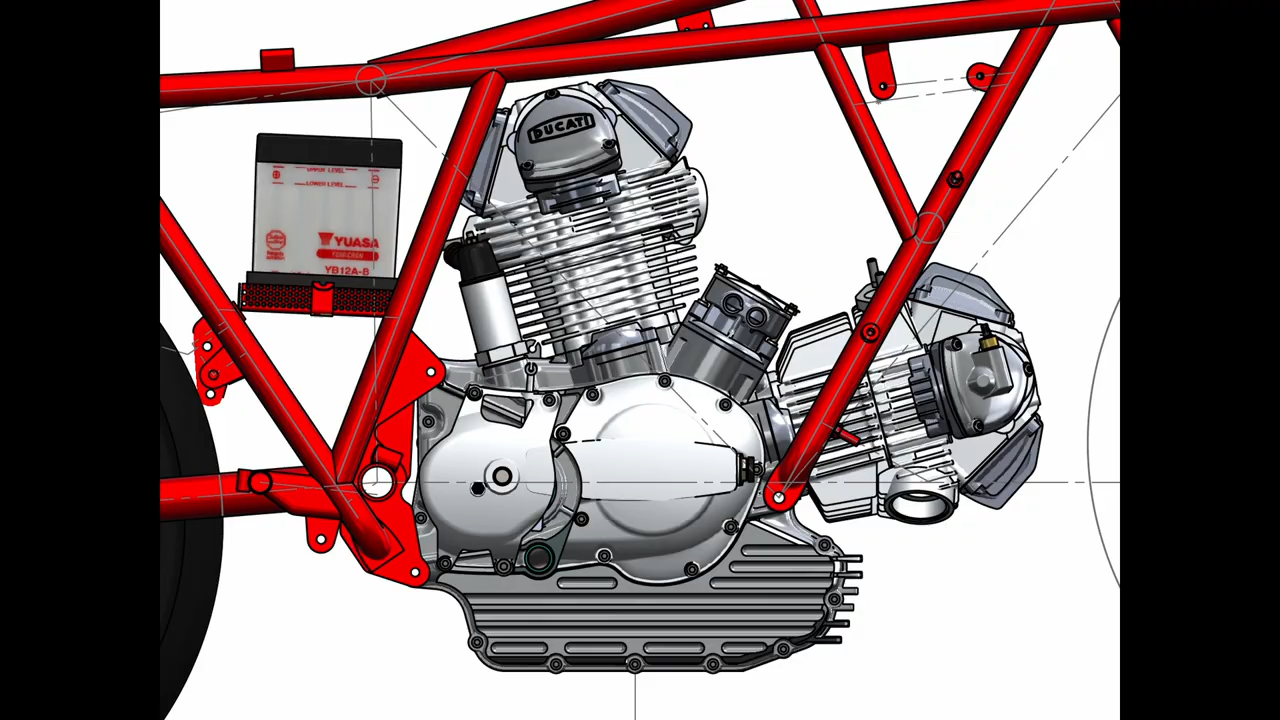 DUCATI
UPPER LEVEL
LOWER LEVEL
YUASA
YB12A-B